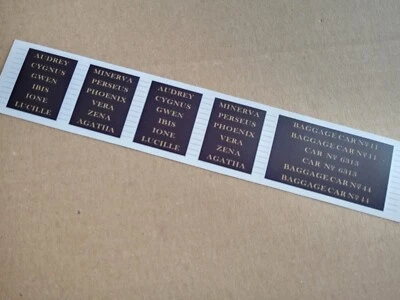 AUDREY
CYGNUS
GWEN
IBIS
IONE
LUCILLE
MINERVA
PERSEUS
PHOENIX
VERA
ZENA
AGATHA
AUDREY
CYGNUS
GWEN
IBIS
IONE
LUCILLE
MINERVA
PERSEUS
PHOENIX
VERA
ZENA
AGATHA
BAGGAGE CAR No 11
BAGGAGE CAR No 11
CAR No 6313
CAR No 6313
BAGGAGE CAR No 44
BAGGAGE CAR No 44